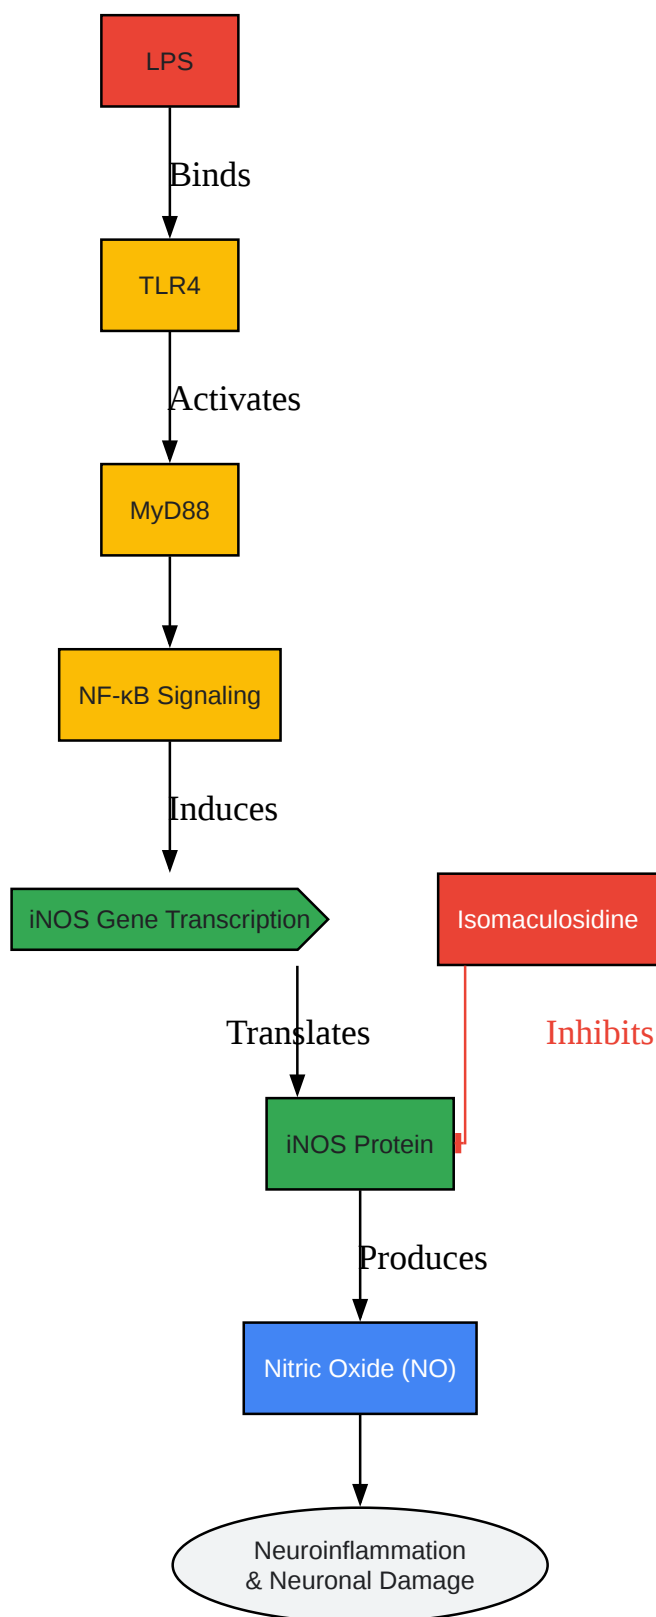 LPS
Binds
TLR4
Activates
MyD88
NF-κB Signaling
Induces
iNOS Gene Transcription
Isomaculosidine
Translates
Inhibits
iNOS Protein
Produces
Nitric Oxide (NO)
Neuroinflammation
& Neuronal Damage